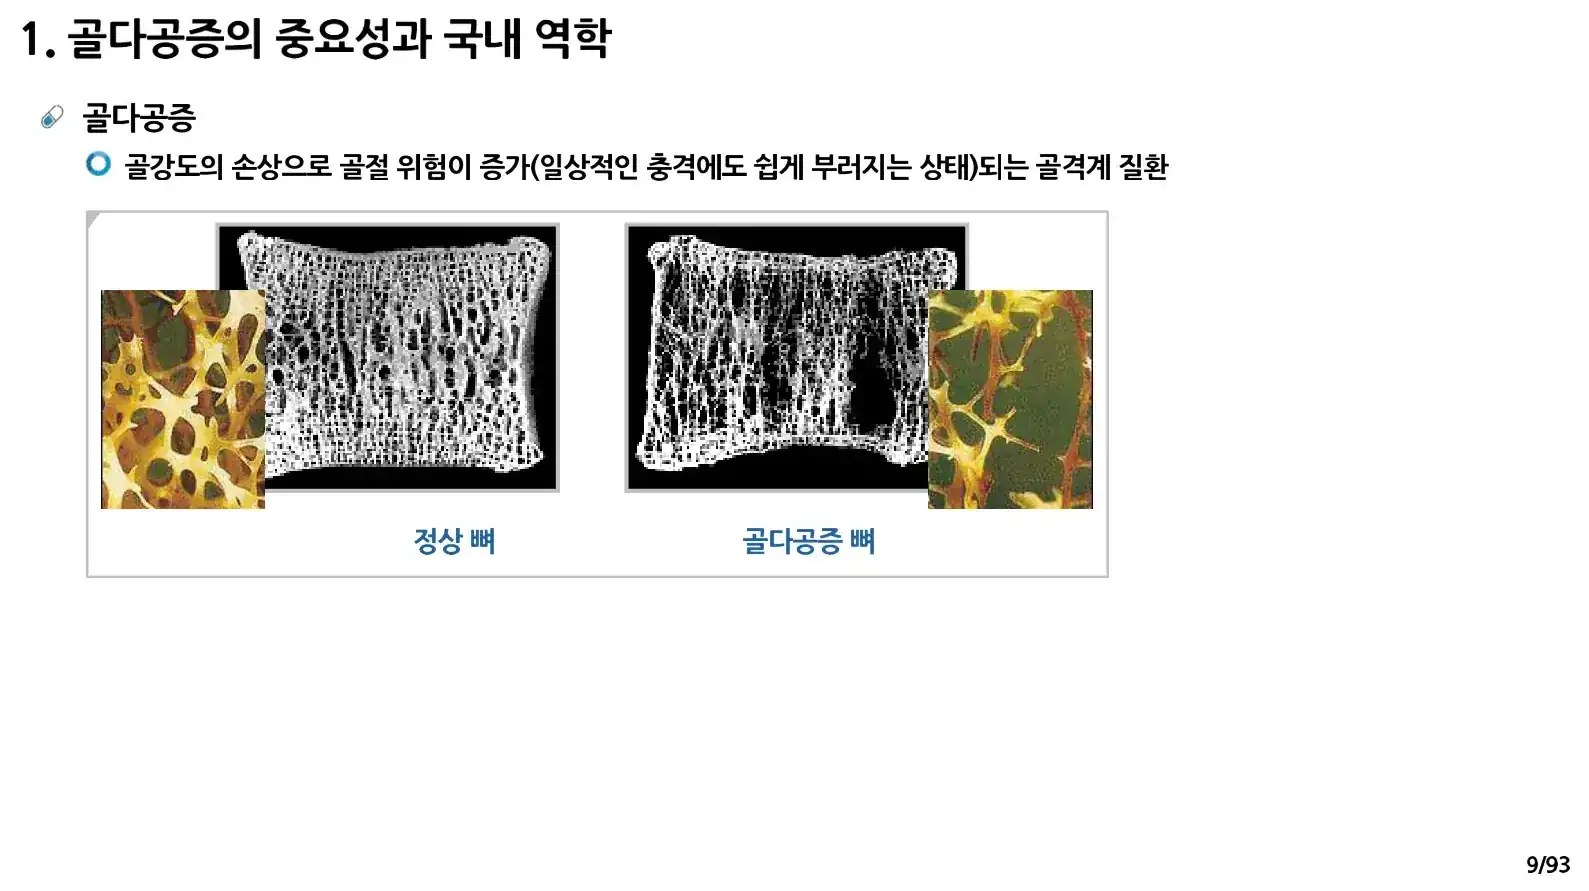 1. 골다공증의 중요성과 국내 역학
골다공증
골강도의 손상으로 골절 위험이 증가(일상적인 충격에도 쉽게 부러지는 상태)되는 골격계 질환
정상 뼈
골다공증 뼈
9/93